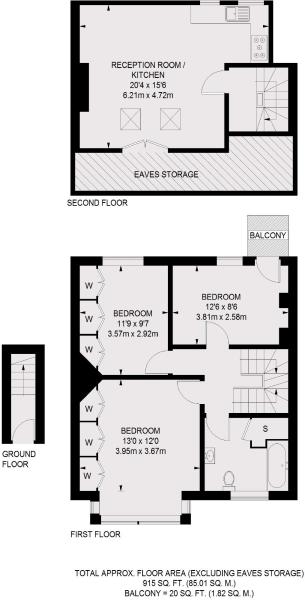 RECEPTION ROOM /
KITCHEN
20'4 x 15'6
6.21m x 4.72m
EAVES STORAGE
SECOND FLOOR
BALCONY
W
W
W
BEDROOM
11'9 x 9'7
3.57m x 2.92m
BEDROOM
12'6 x 8'6
3.81m x 2.58m
W
W
W
BEDROOM
13'0 x 12'0
3.95m x 3.67m
S
GROUND
FLOOR
FIRST FLOOR
TOTAL APPROX. FLOOR AREA (EXCLUDING EAVES STORAGE)
915 SQ. FT. (85.01 SQ. M.)
BALCONY = 20 SQ. FT. (1.82 SQ. M.)